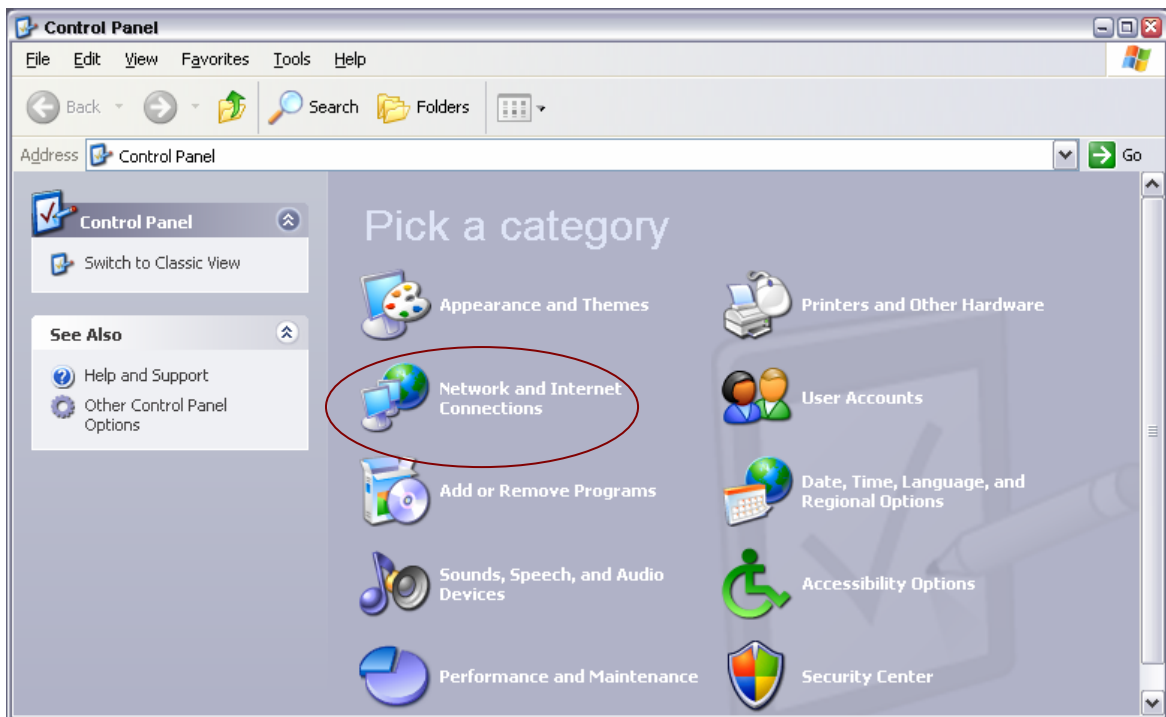 Control Panel
File Edit View Favorites Tools Help
Back Search Folders
Address Control Panel Go
Control Panel
Switch to Classic View
See Also
Help and Support
Other Control Panel
Options
Pick a category
Appearance and Themes
Printers and Other Hardware
Network and Internet
Connections
User Accounts
Add or Remove Programs
Date, Time, Language, and
Regional Options
Sounds, Speech, and Audio
Devices
Accessibility Options
Performance and Maintenance
Security Center